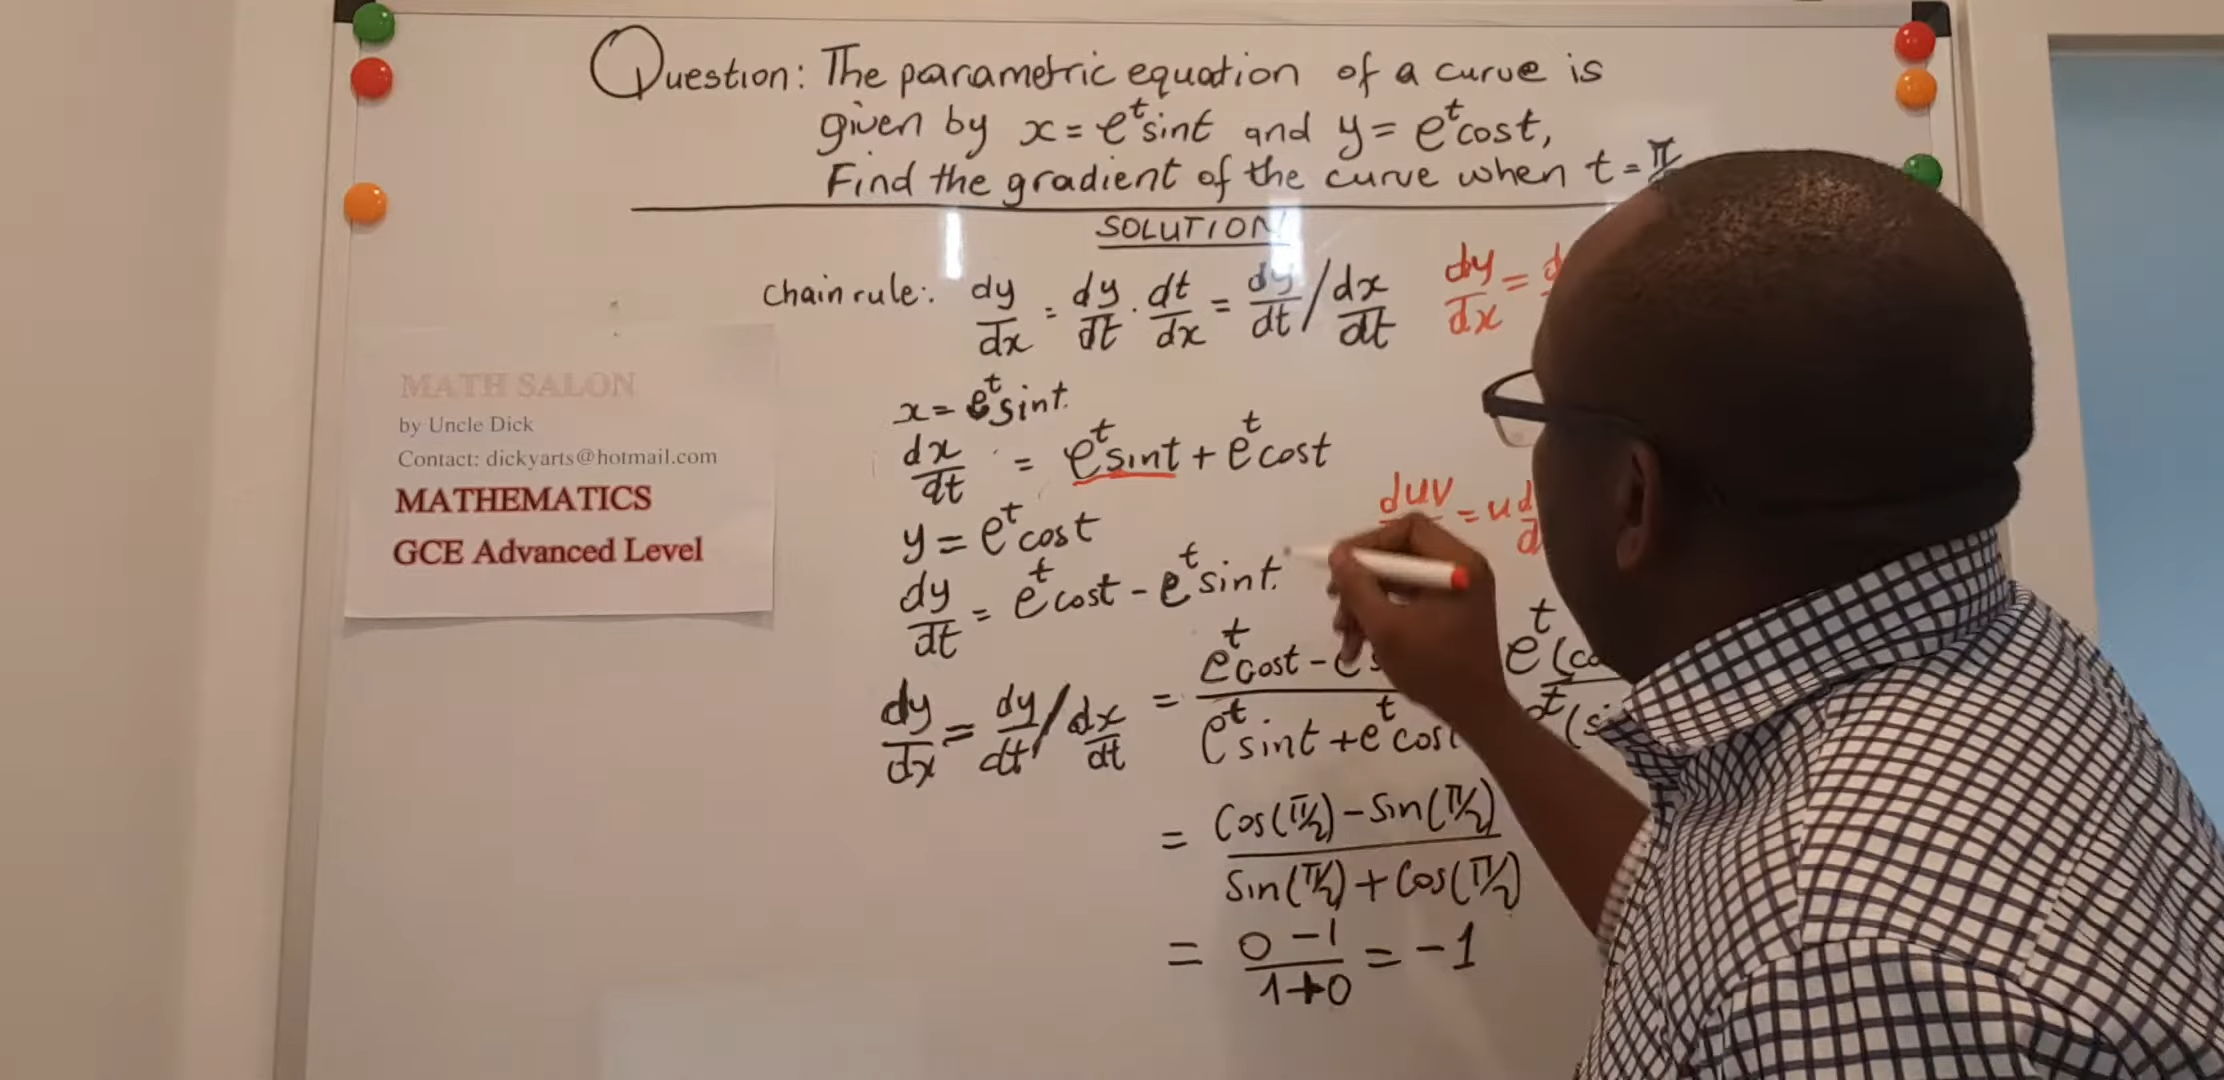 Question: The parametric equation of a curve is
given by x = e^t sint and y = e^t cost,
Find the gradient of the curve when t = π
SOLUTION
Chain rule: dy/dx = dy/dt · dt/dx = dy/dt / dx/dt
dy/dx =
x = e^t sint.
dx/dt = e^t sint + e^t cost
duv = u
y = e^t cost
dy/dt = e^t cost - e^t sint.
dy/dx = dy/dt / dx/dt = e^t cost - e / e^t sint + e^t cost e^t (
= Cos(π/2) - Sin(π/2) / Sin(π/2) + Cos(π/2)
= 0 - 1 / 1 + 0 = -1
MATH SALON
by Uncle Dick
Contact: dickyarts@hotmail.com
MATHEMATICS
GCE Advanced Level